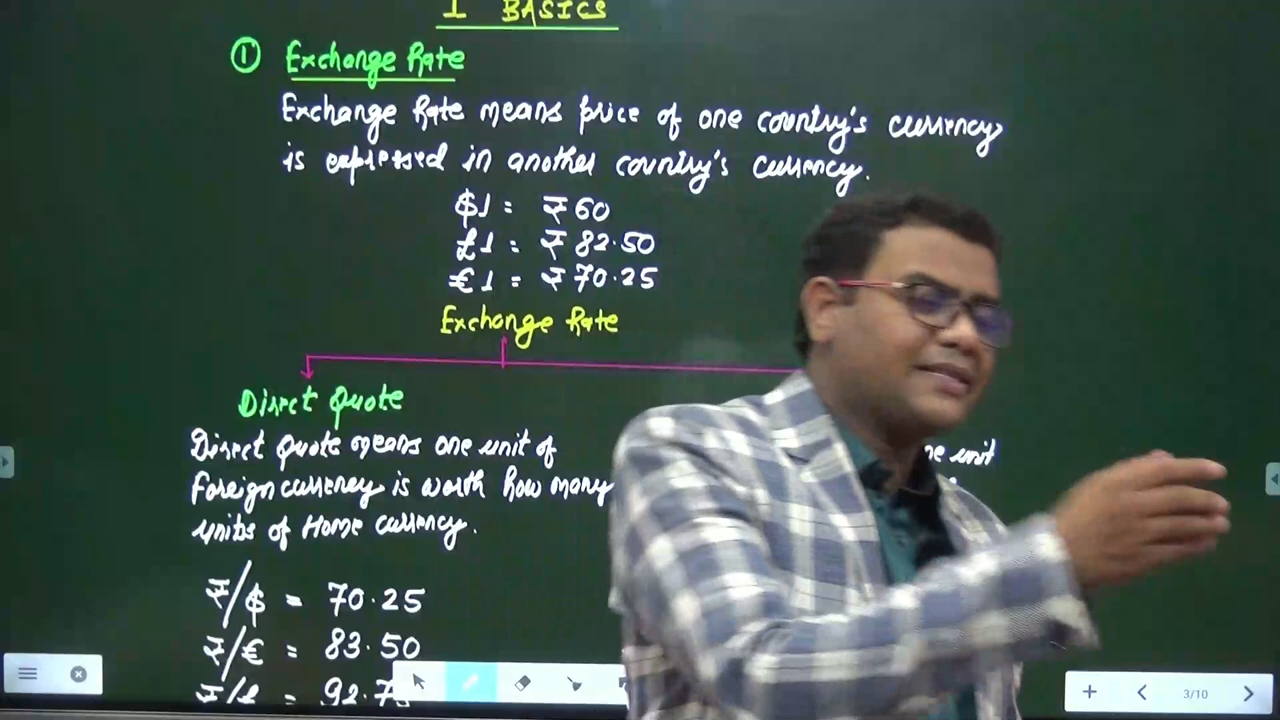 1 BASICS
① Exchange Rate
Exchange Rate means price of one country's currency
is expressed in another country's currency.
$1 = ₹60
£1 = ₹82.50
€1 = ₹70.25
Exchange Rate
Direct Quote
Direct Quote means one unit of
Foreign currency is worth how many
units of Home currency.
unit
₹/$ = 70.25
₹/€ = 83.50
3/10